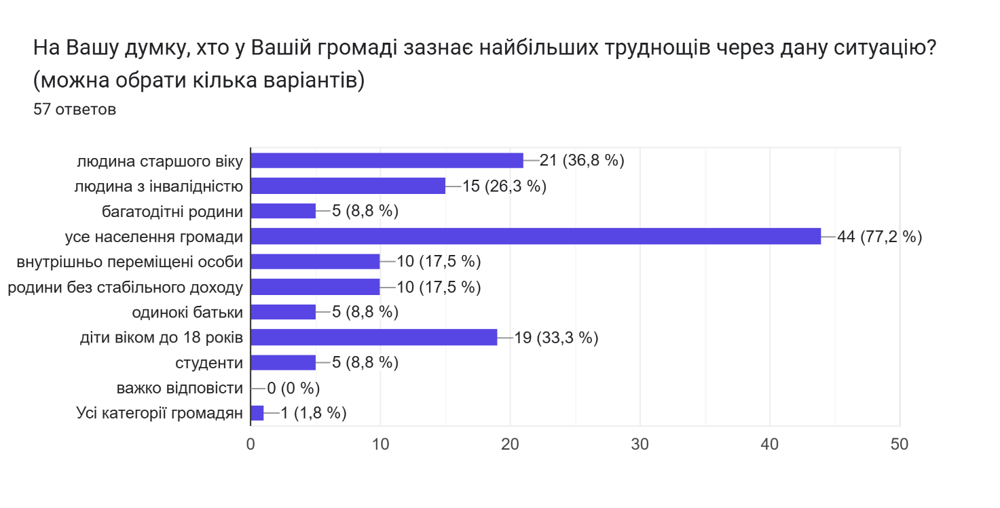 На Вашу думку, хто у Вашій громаді зазнає найбільших труднощів через дану ситуацію?
(можна обрати кілька варіантів)
57 ответов
людина старшого віку 21 (36,8 %)
людина з інвалідністю 15 (26,3 %)
багатодітні родини 5 (8,8 %)
усе населення громади 44 (77,2 %)
внутрішньо переміщені особи 10 (17,5 %)
родини без стабільного доходу 10 (17,5 %)
одинокі батьки 5 (8,8 %)
діти віком до 18 років 19 (33,3 %)
студенти 5 (8,8 %)
важко відповісти 0 (0 %)
Усі категорії громадян 1 (1,8 %)
0 10 20 30 40 50